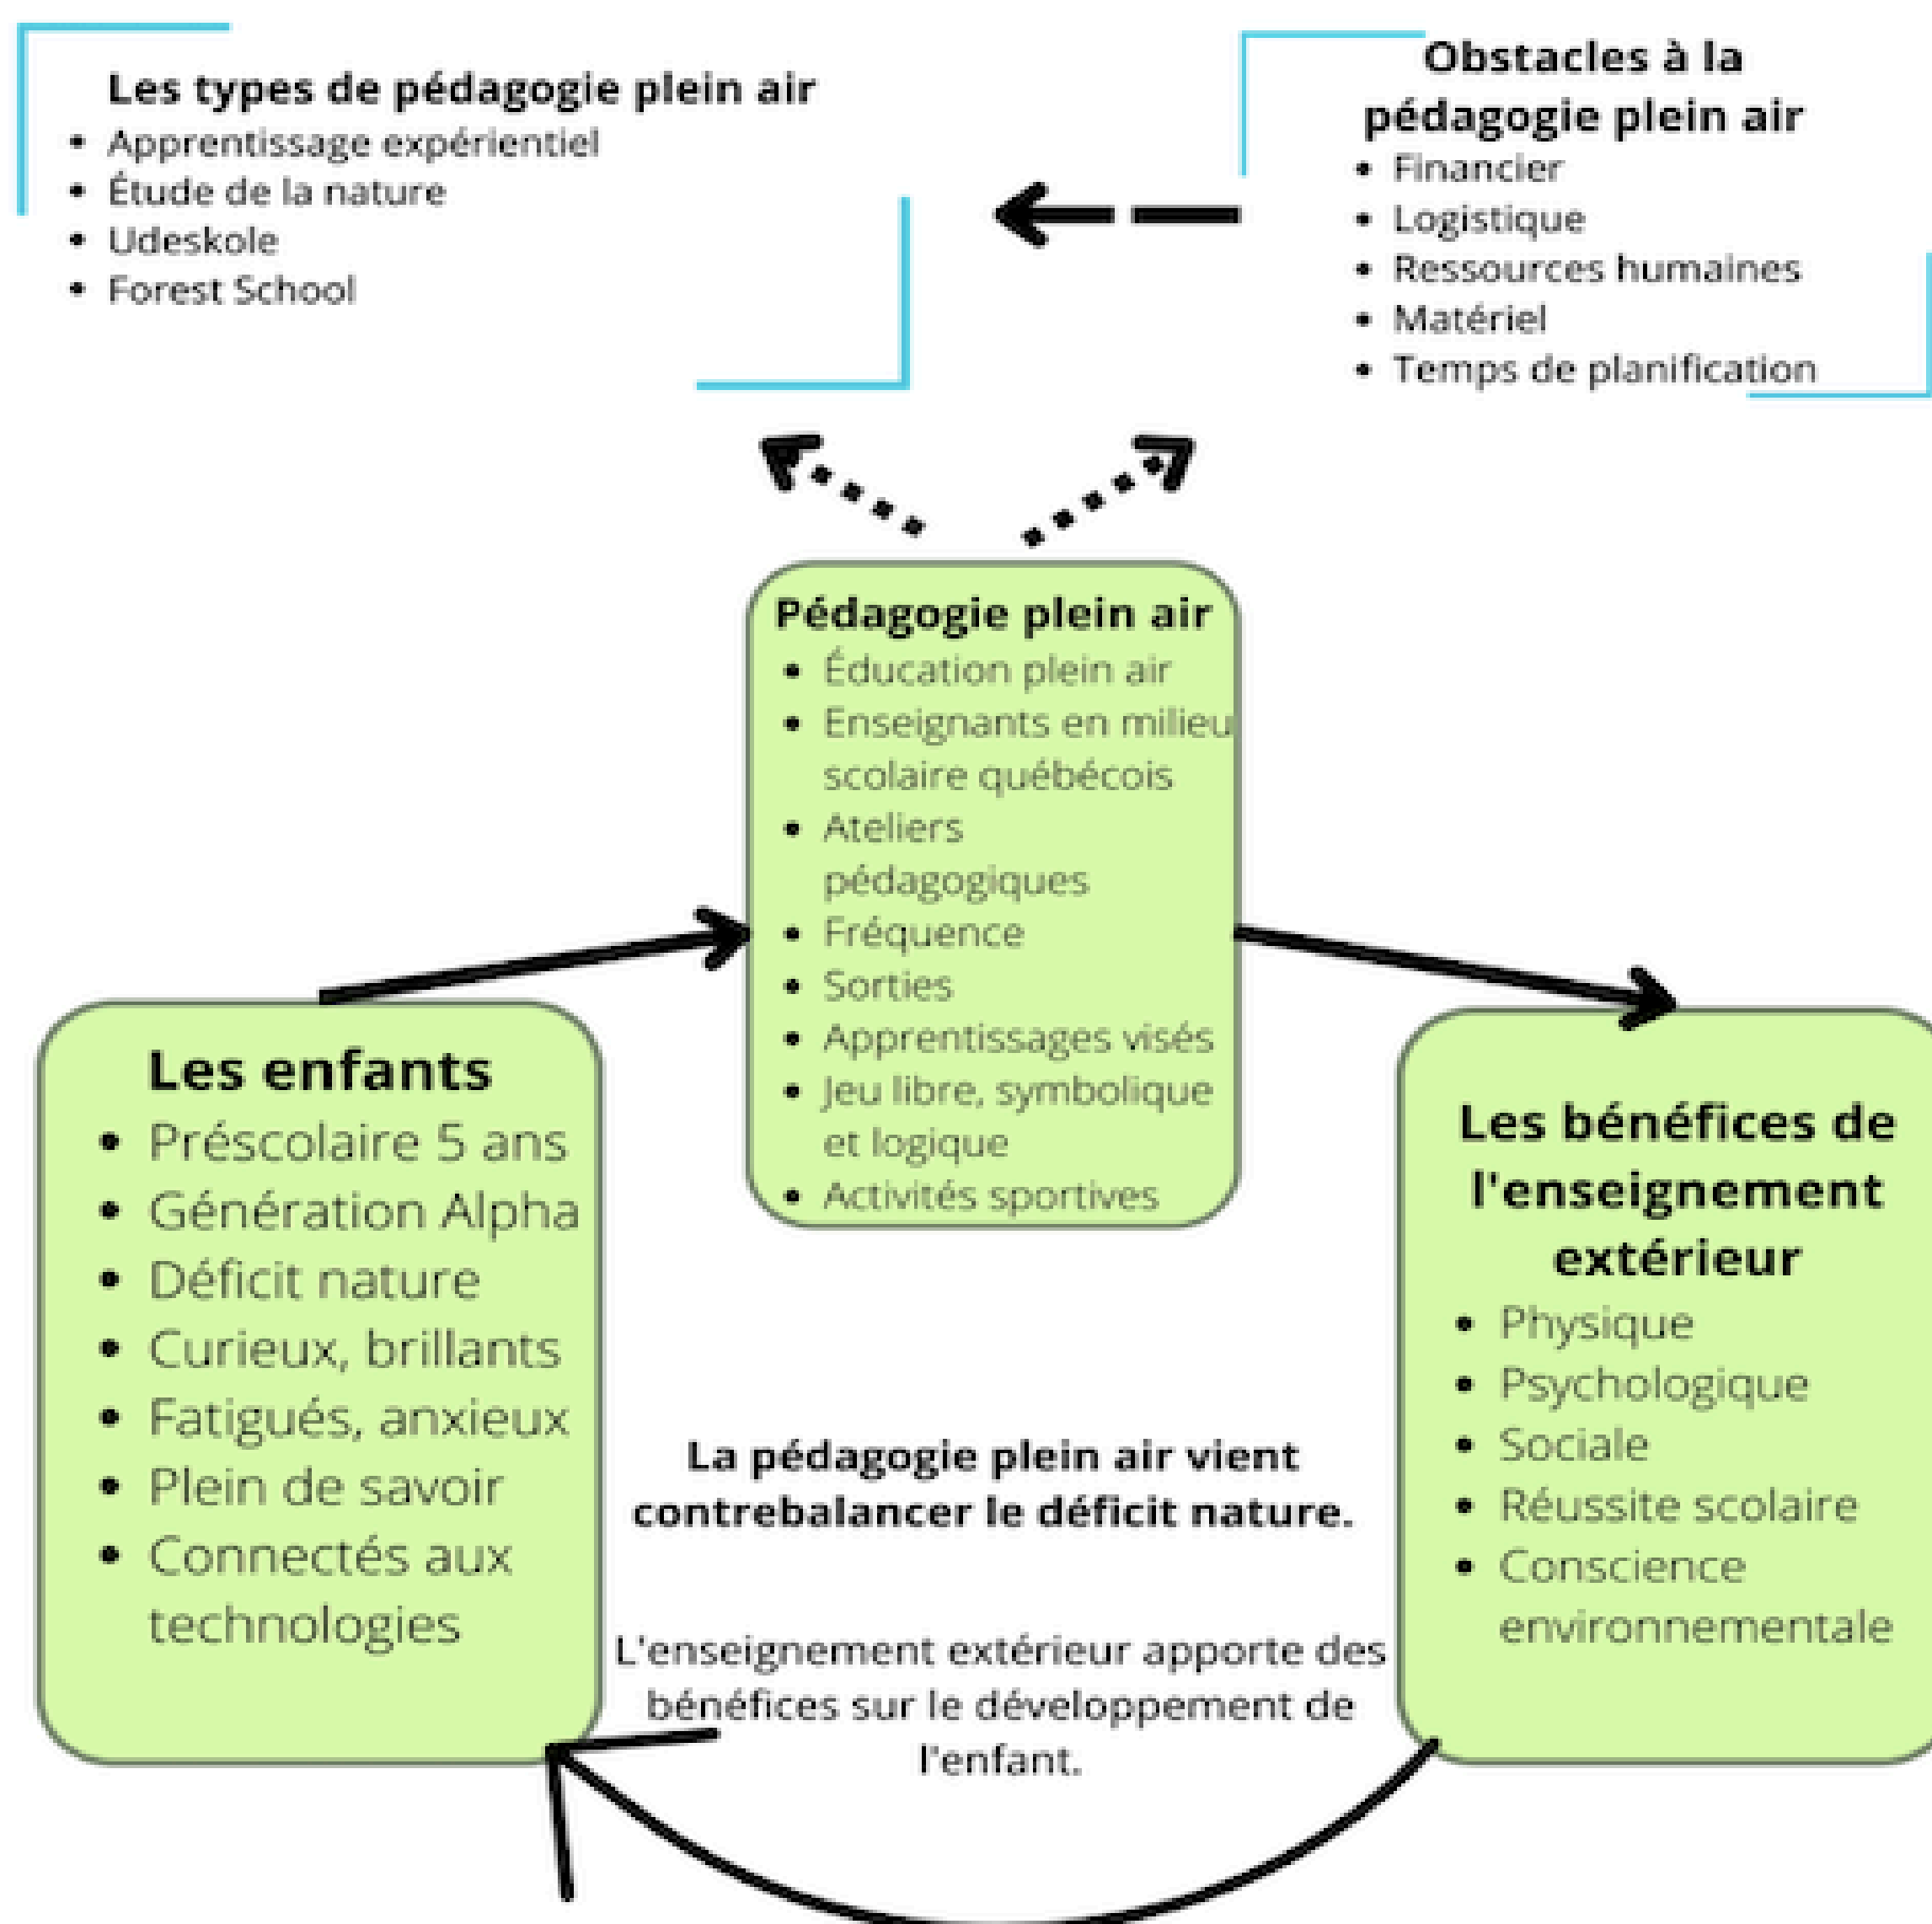 Les types de pédagogie plein air
• Apprentissage expérientiel
• Étude de la nature
• Udeskole
• Forest School
Obstacles à la
pédagogie plein air
• Financier
• Logistique
• Ressources humaines
• Matériel
• Temps de planification
Pédagogie plein air
• Éducation plein air
• Enseignants en milieu
scolaire québécois
• Ateliers
pédagogiques
• Fréquence
• Sorties
• Apprentissages visés
• Jeu libre, symbolique
et logique
• Activités sportives
Les enfants
• Préscolaire 5 ans
• Génération Alpha
• Déficit nature
• Curieux, brillants
• Fatigués, anxieux
• Plein de savoir
• Connectés aux
technologies
La pédagogie plein air vient
contrebalancer le déficit nature.
L'enseignement extérieur apporte des
bénéfices sur le développement de
l'enfant.
Les bénéfices de
l'enseignement
extérieur
• Physique
• Psychologique
• Sociale
• Réussite scolaire
• Conscience
environnementale